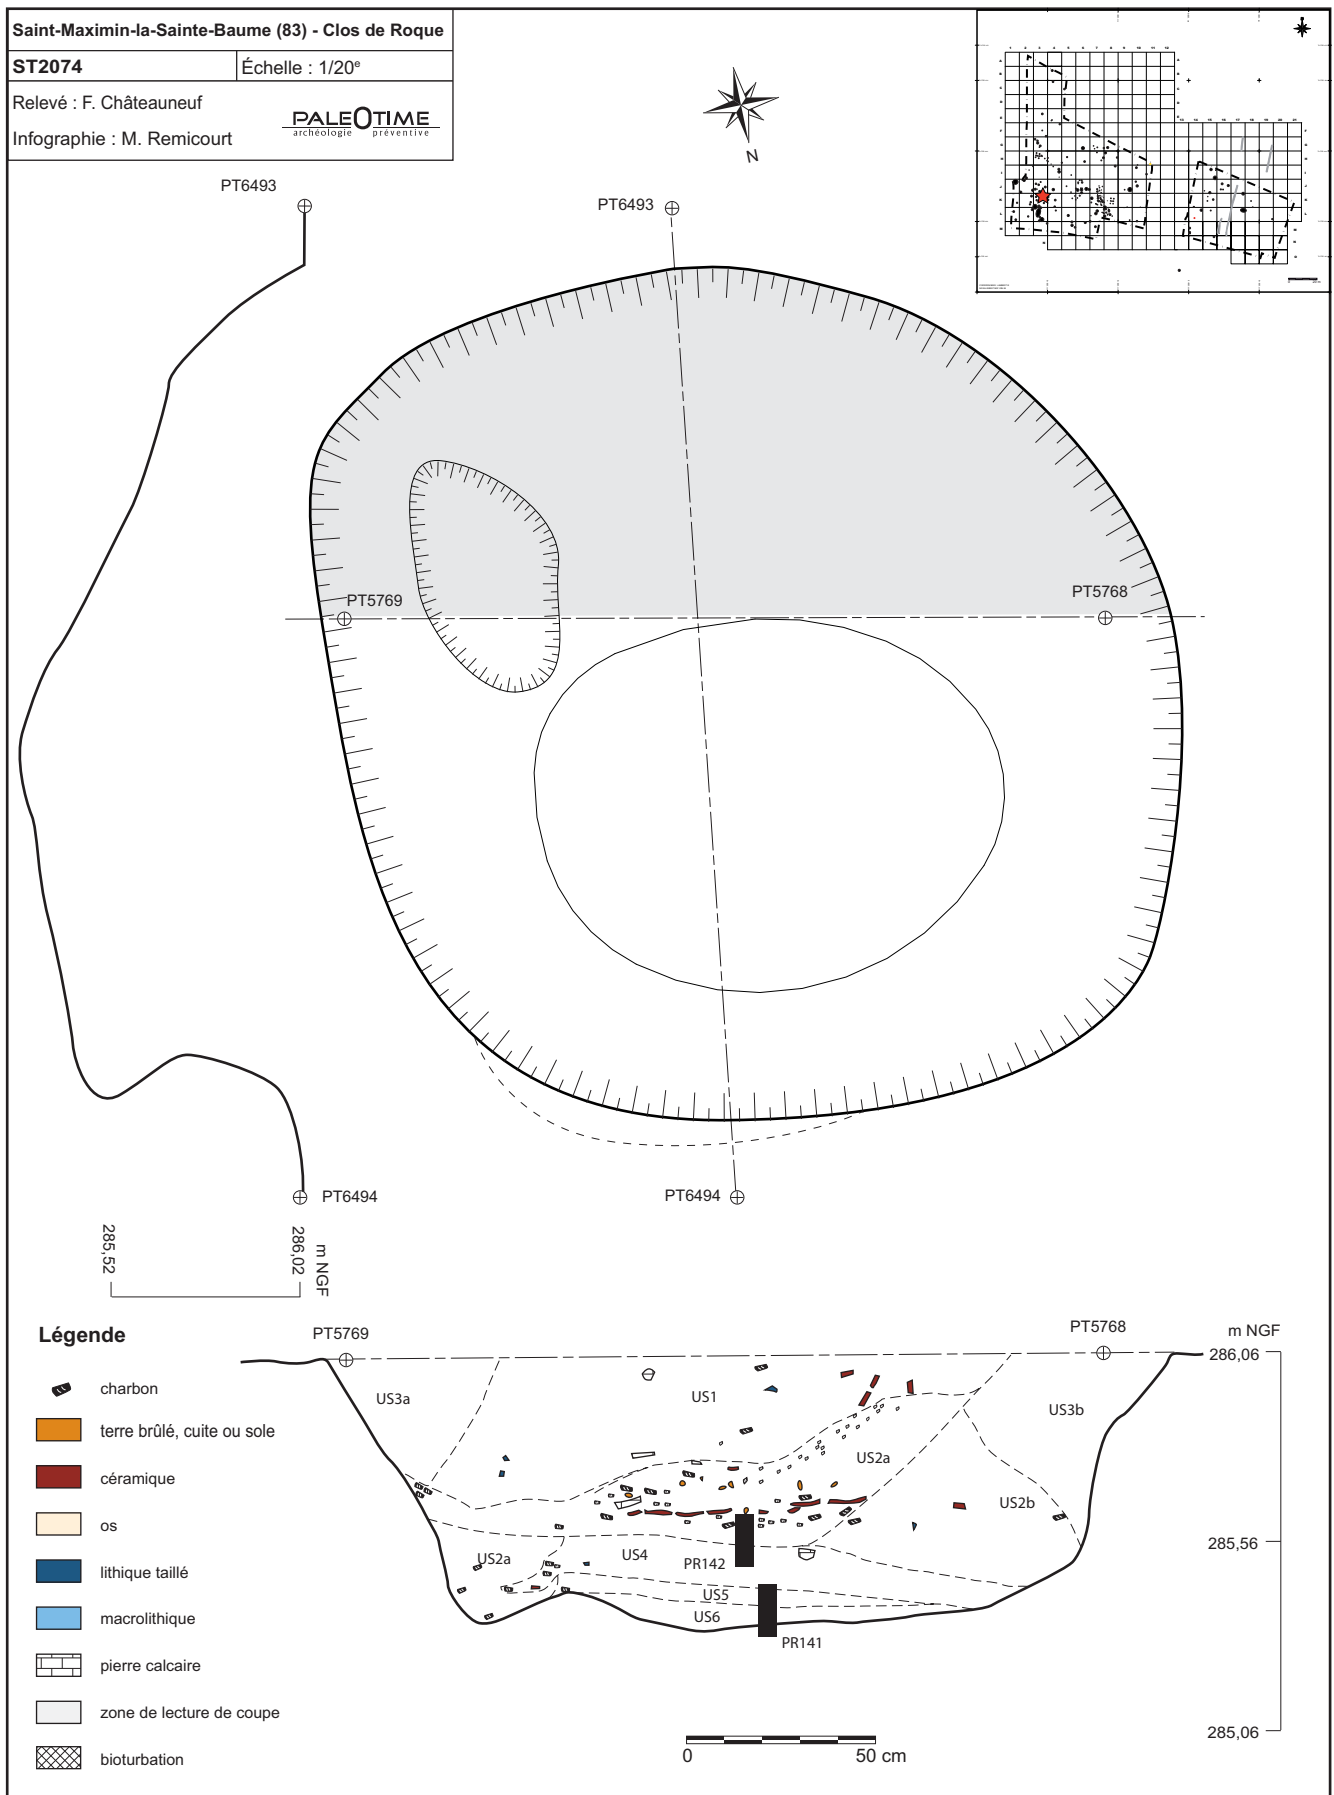 Saint-Maximin-la-Sainte-Baume (83) - Clos de Roque
ST2074
Échelle : 1/20e
Relevé : F. Châteauneuf
Infographie : M. Remicourt
PALEOTIME
archéologie préventive
N
PT6493
PT6493
PT5769
PT5768
PT6494
PT6494
285,52
286,02
m NGF
Légende
charbon
terre brûlé, cuite ou sole
céramique
os
lithique taillé
macrolithique
pierre calcaire
zone de lecture de coupe
bioturbation
PT5769
PT5768
m NGF
286,06
US3a
US1
US3b
US2a
US2b
285,56
US2a
US4
PR142
US5
US6
PR141
285,06
0
50 cm